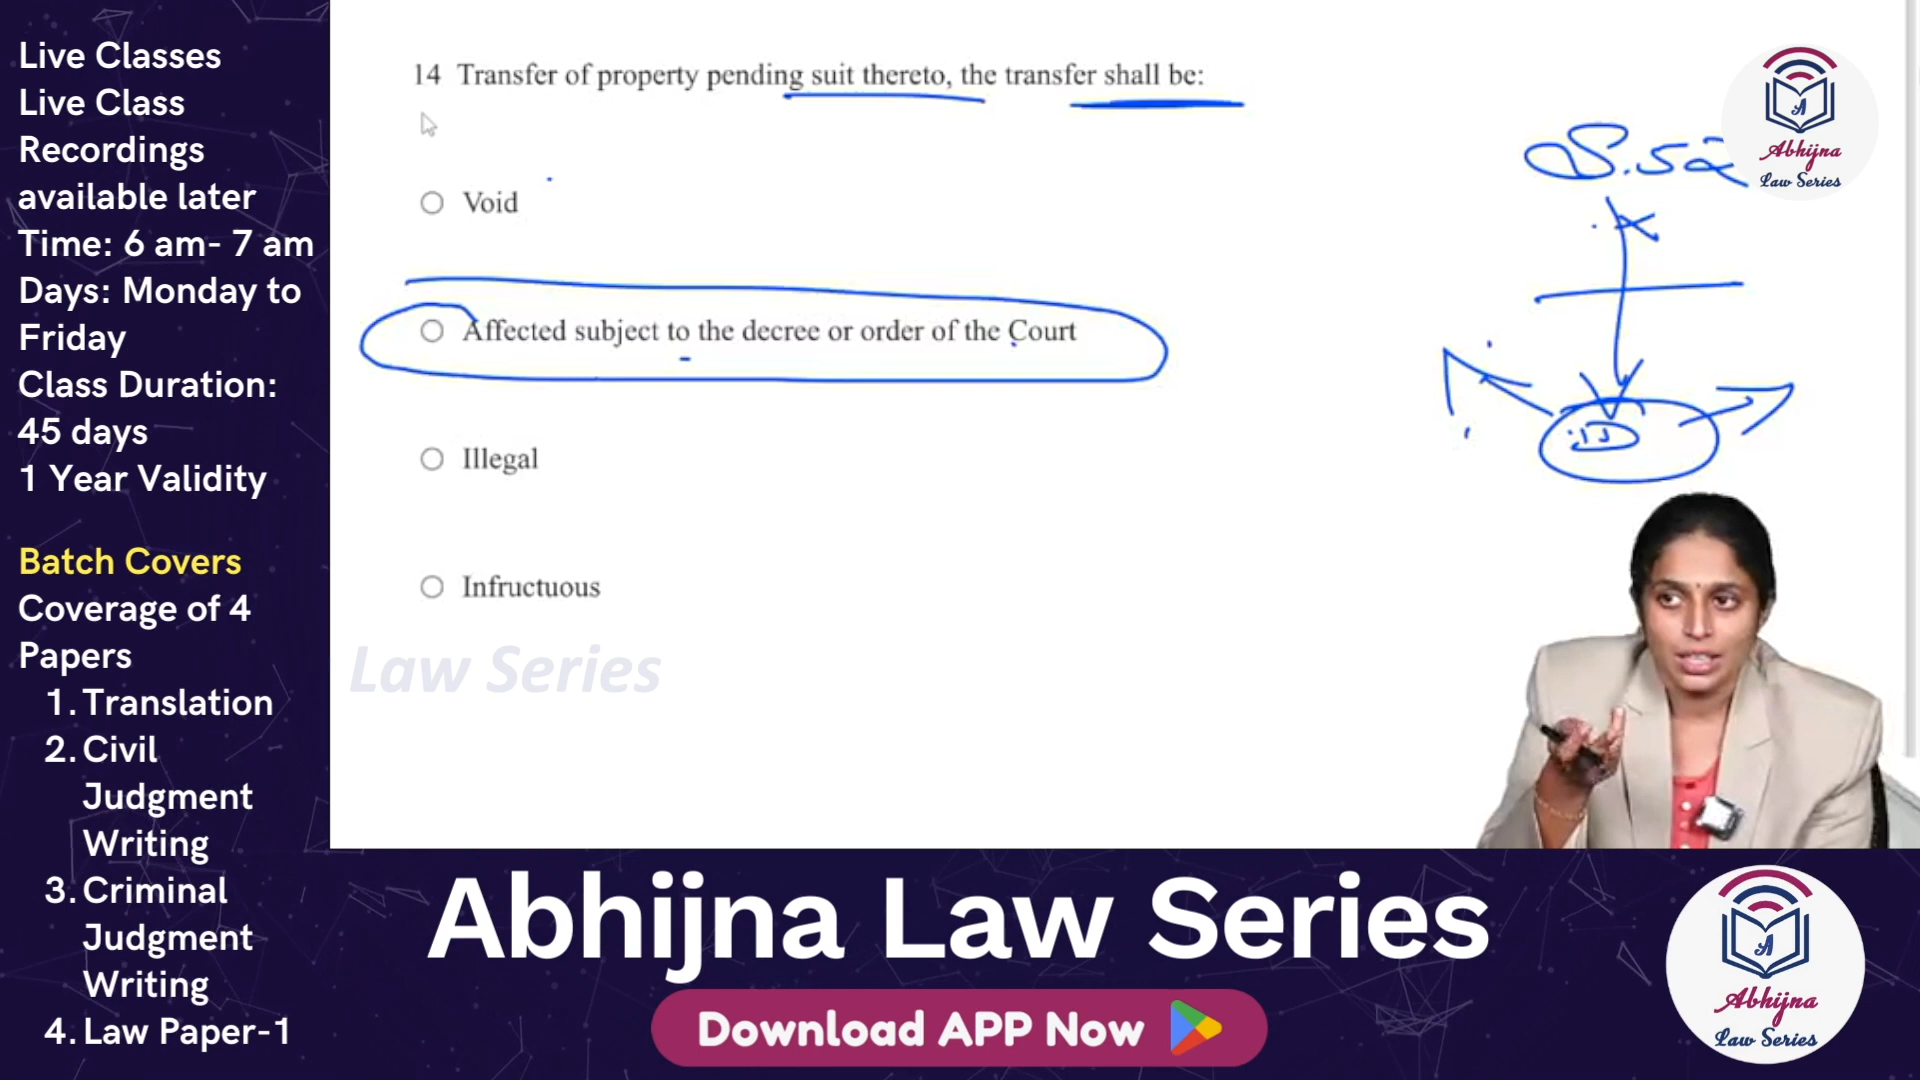 Live Classes
Live Class
Recordings
available later
Time: 6 am- 7 am
Days: Monday to
Friday
Class Duration:
45 days
1 Year Validity
Batch Covers
Coverage of 4
Papers
1. Translation
2. Civil
Judgment
Writing
3. Criminal
Judgment
Writing
4. Law Paper-1
14 Transfer of property pending suit thereto, the transfer shall be:
Void
Affected subject to the decree or order of the Court
Illegal
Infructuous
Law Series
S.52
A
Abhijna
Law Series
Abhijna Law Series
Download APP Now
A
Abhijna
Law Series